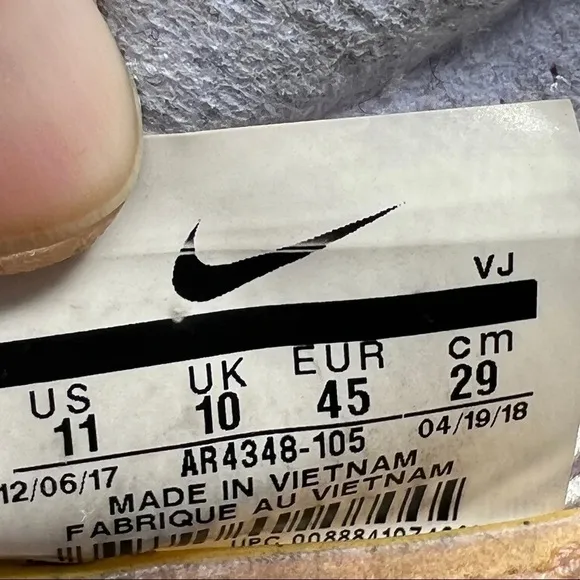 VJ
US UK EUR cm
11 10 45 29
12/06/17 AR4348-105 04/19/18
MADE IN VIETNAM
FABRIQUE AU VIETNAM
UPC